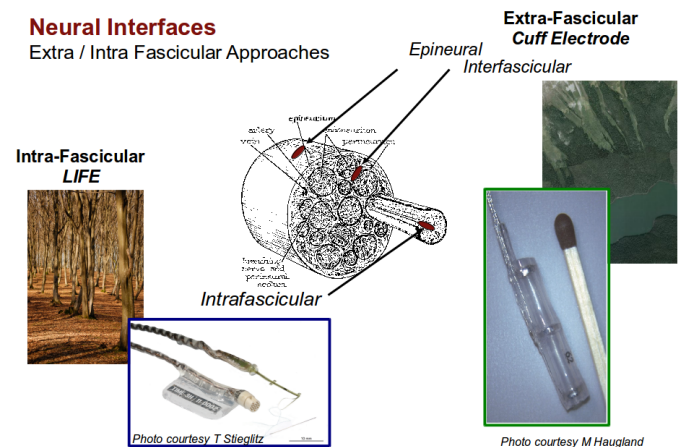 Neural Interfaces
Extra / Intra Fascicular Approaches
Extra-Fascicular
Cuff Electrode
Epineural
Interfascicular
epineurium
artery
vein
Intra-Fascicular
LIFE
Intrafascicular
Photo courtesy T Stieglitz
Photo courtesy M Haugland